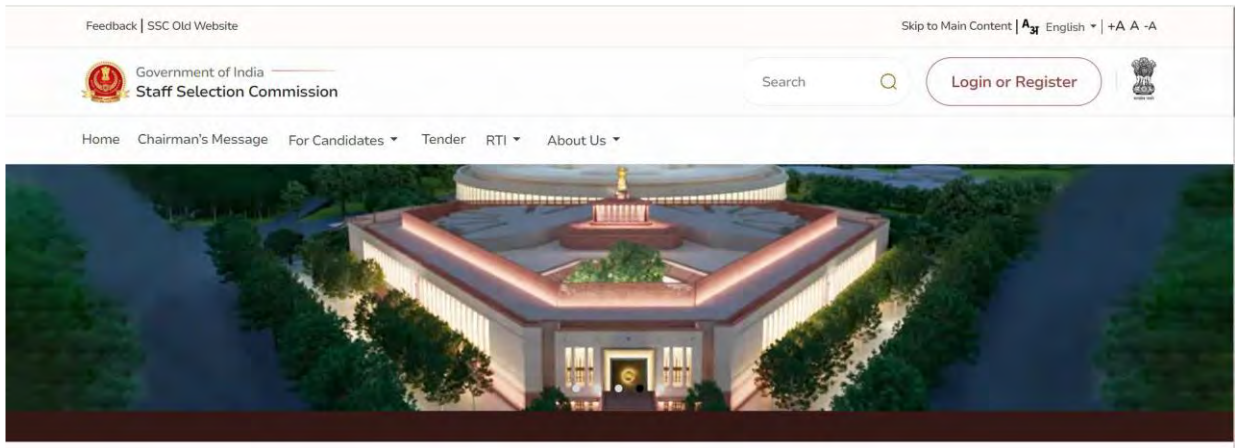 Feedback | SSC Old Website
Skip to Main Content | Aअ English | +A A -A
Government of India
Staff Selection Commission
Search
Login or Register
Home Chairman's Message For Candidates Tender RTI About Us